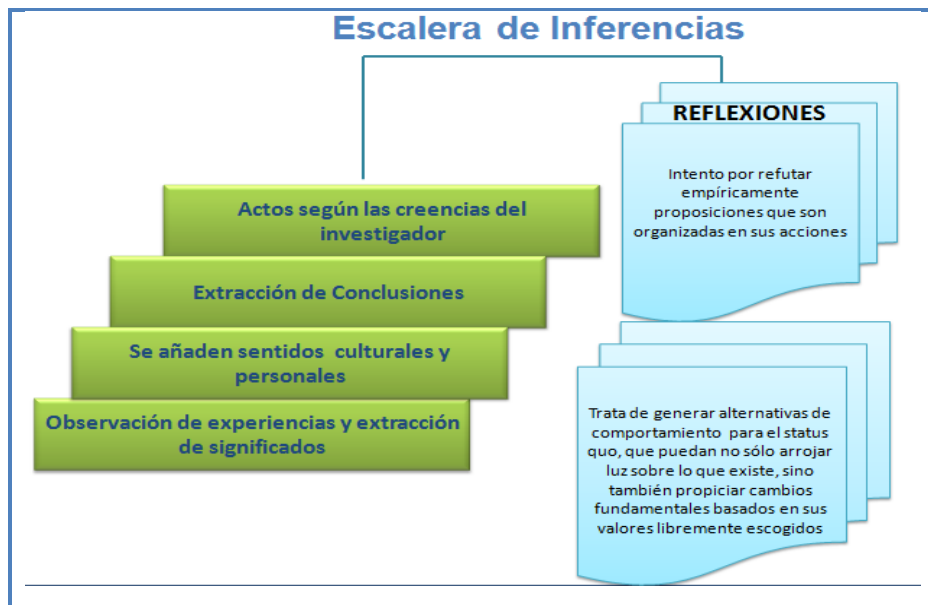 Escalera de Inferencias
Actos según las creencias del
investigador
Extracción de Conclusiones
Se añaden sentidos culturales y
personales
Observación de experiencias y extracción
de significados
REFLEXIONES
Intento por refutar
empíricamente
proposiciones que son
organizadas en sus acciones
Trata de generar alternativas de
comportamiento para el status
quo, que puedan no sólo arrojar
luz sobre lo que existe, sino
también propiciar cambios
fundamentales basados en sus
valores libremente escogidos